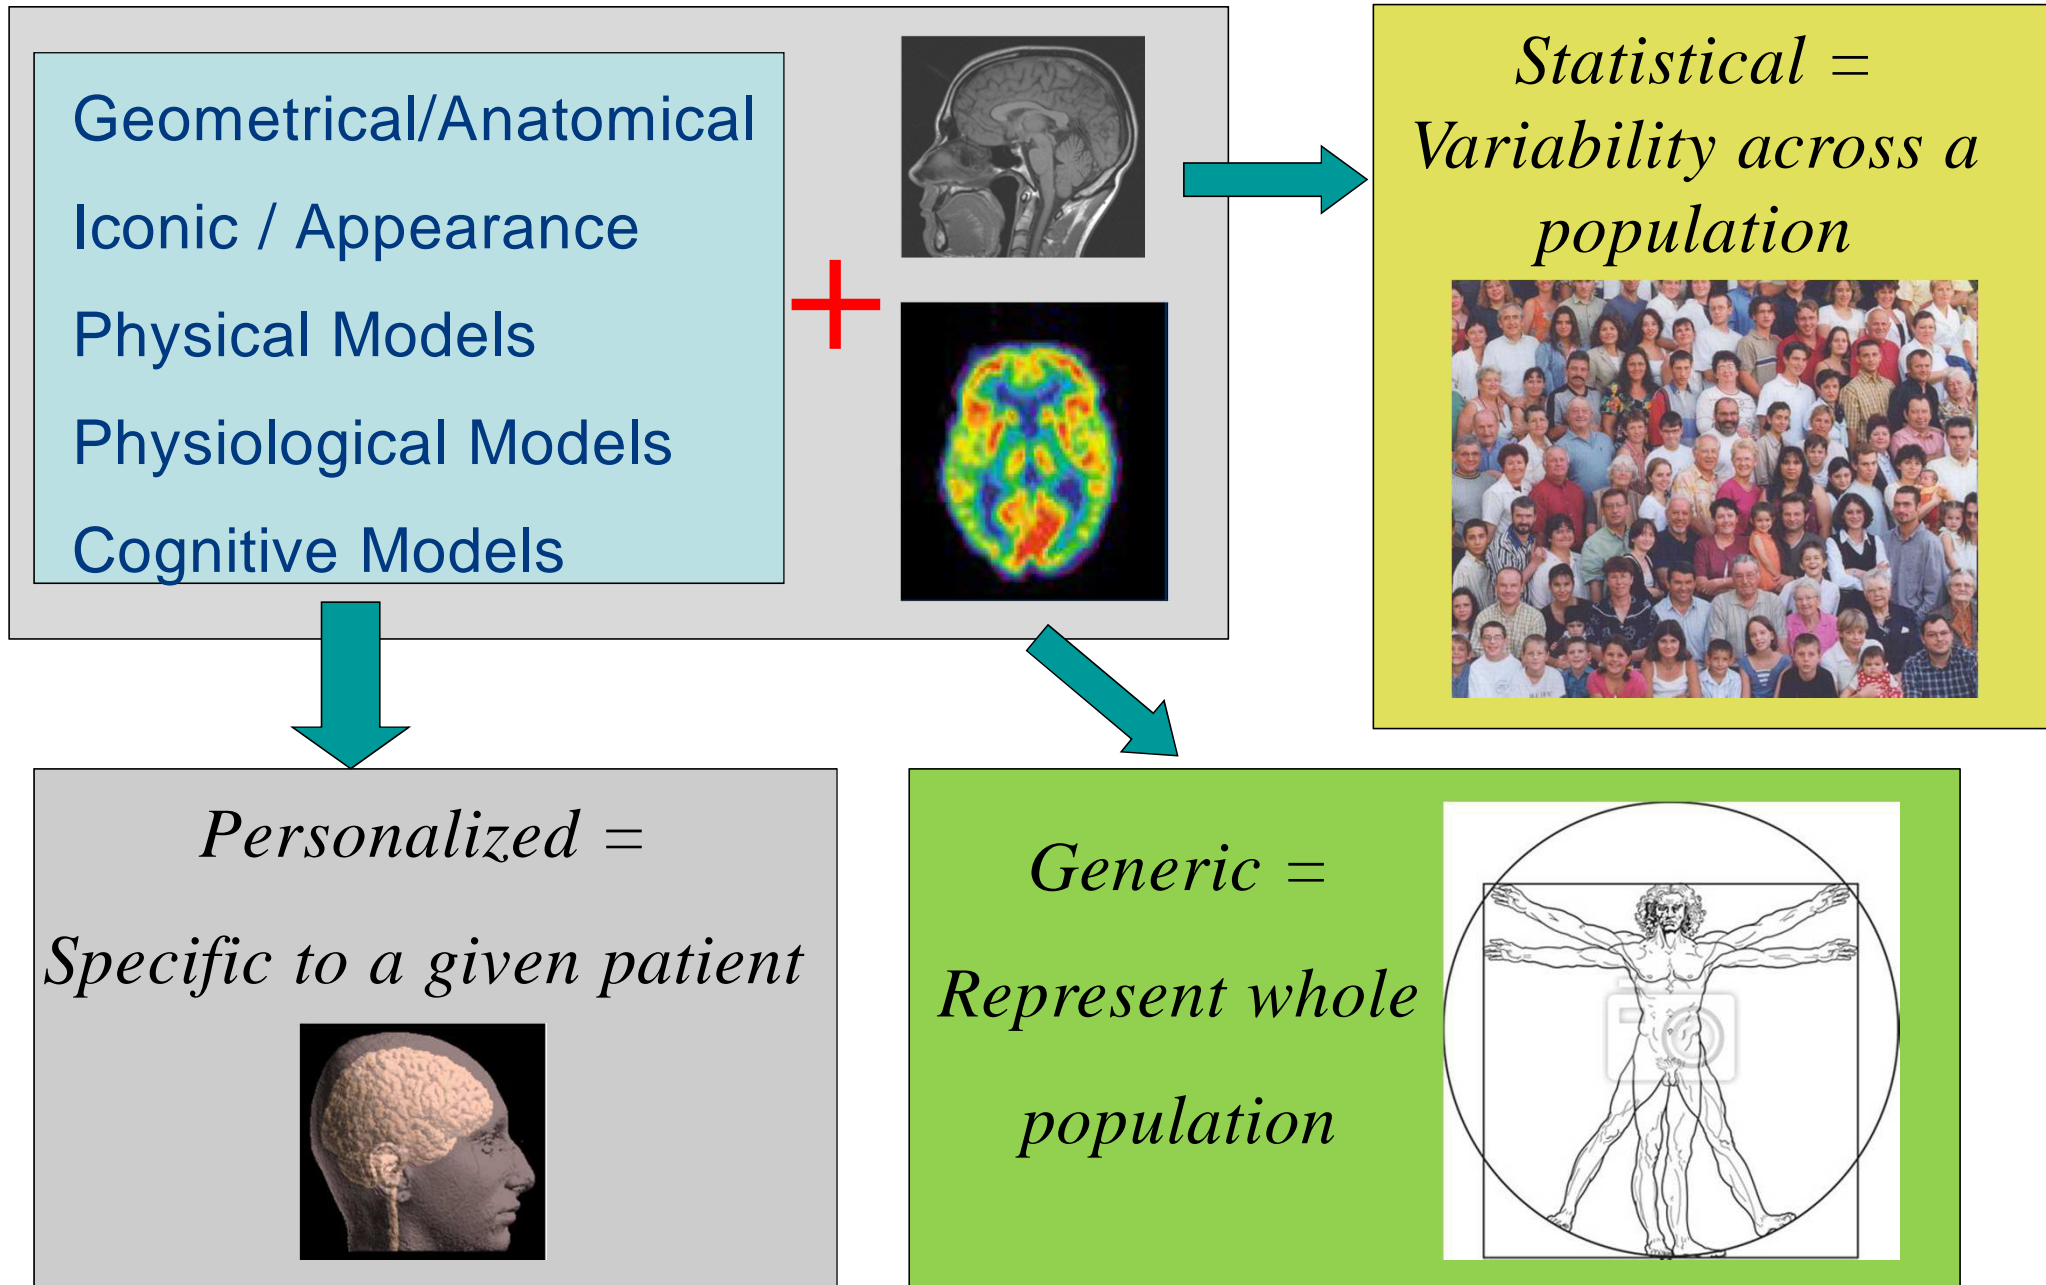 Geometrical/Anatomical
Iconic / Appearance
Physical Models
Physiological Models
Cognitive Models
+
Statistical =
Variability across a
population
Personalized =
Specific to a given patient
Generic =
Represent whole
population